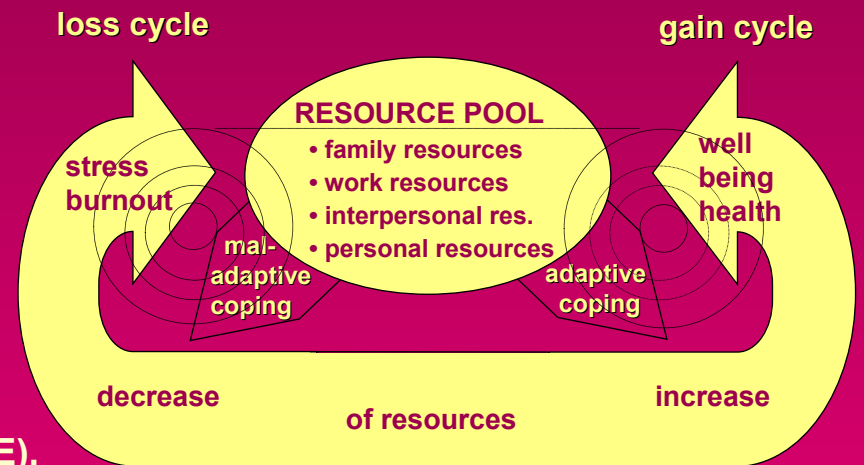 loss cycle
gain cycle
RESOURCE POOL
• family resources
• work resources
• interpersonal res.
• personal resources
stress
burnout
well
being
health
mal-
adaptive
coping
adaptive
coping
decrease
increase
of resources
E).